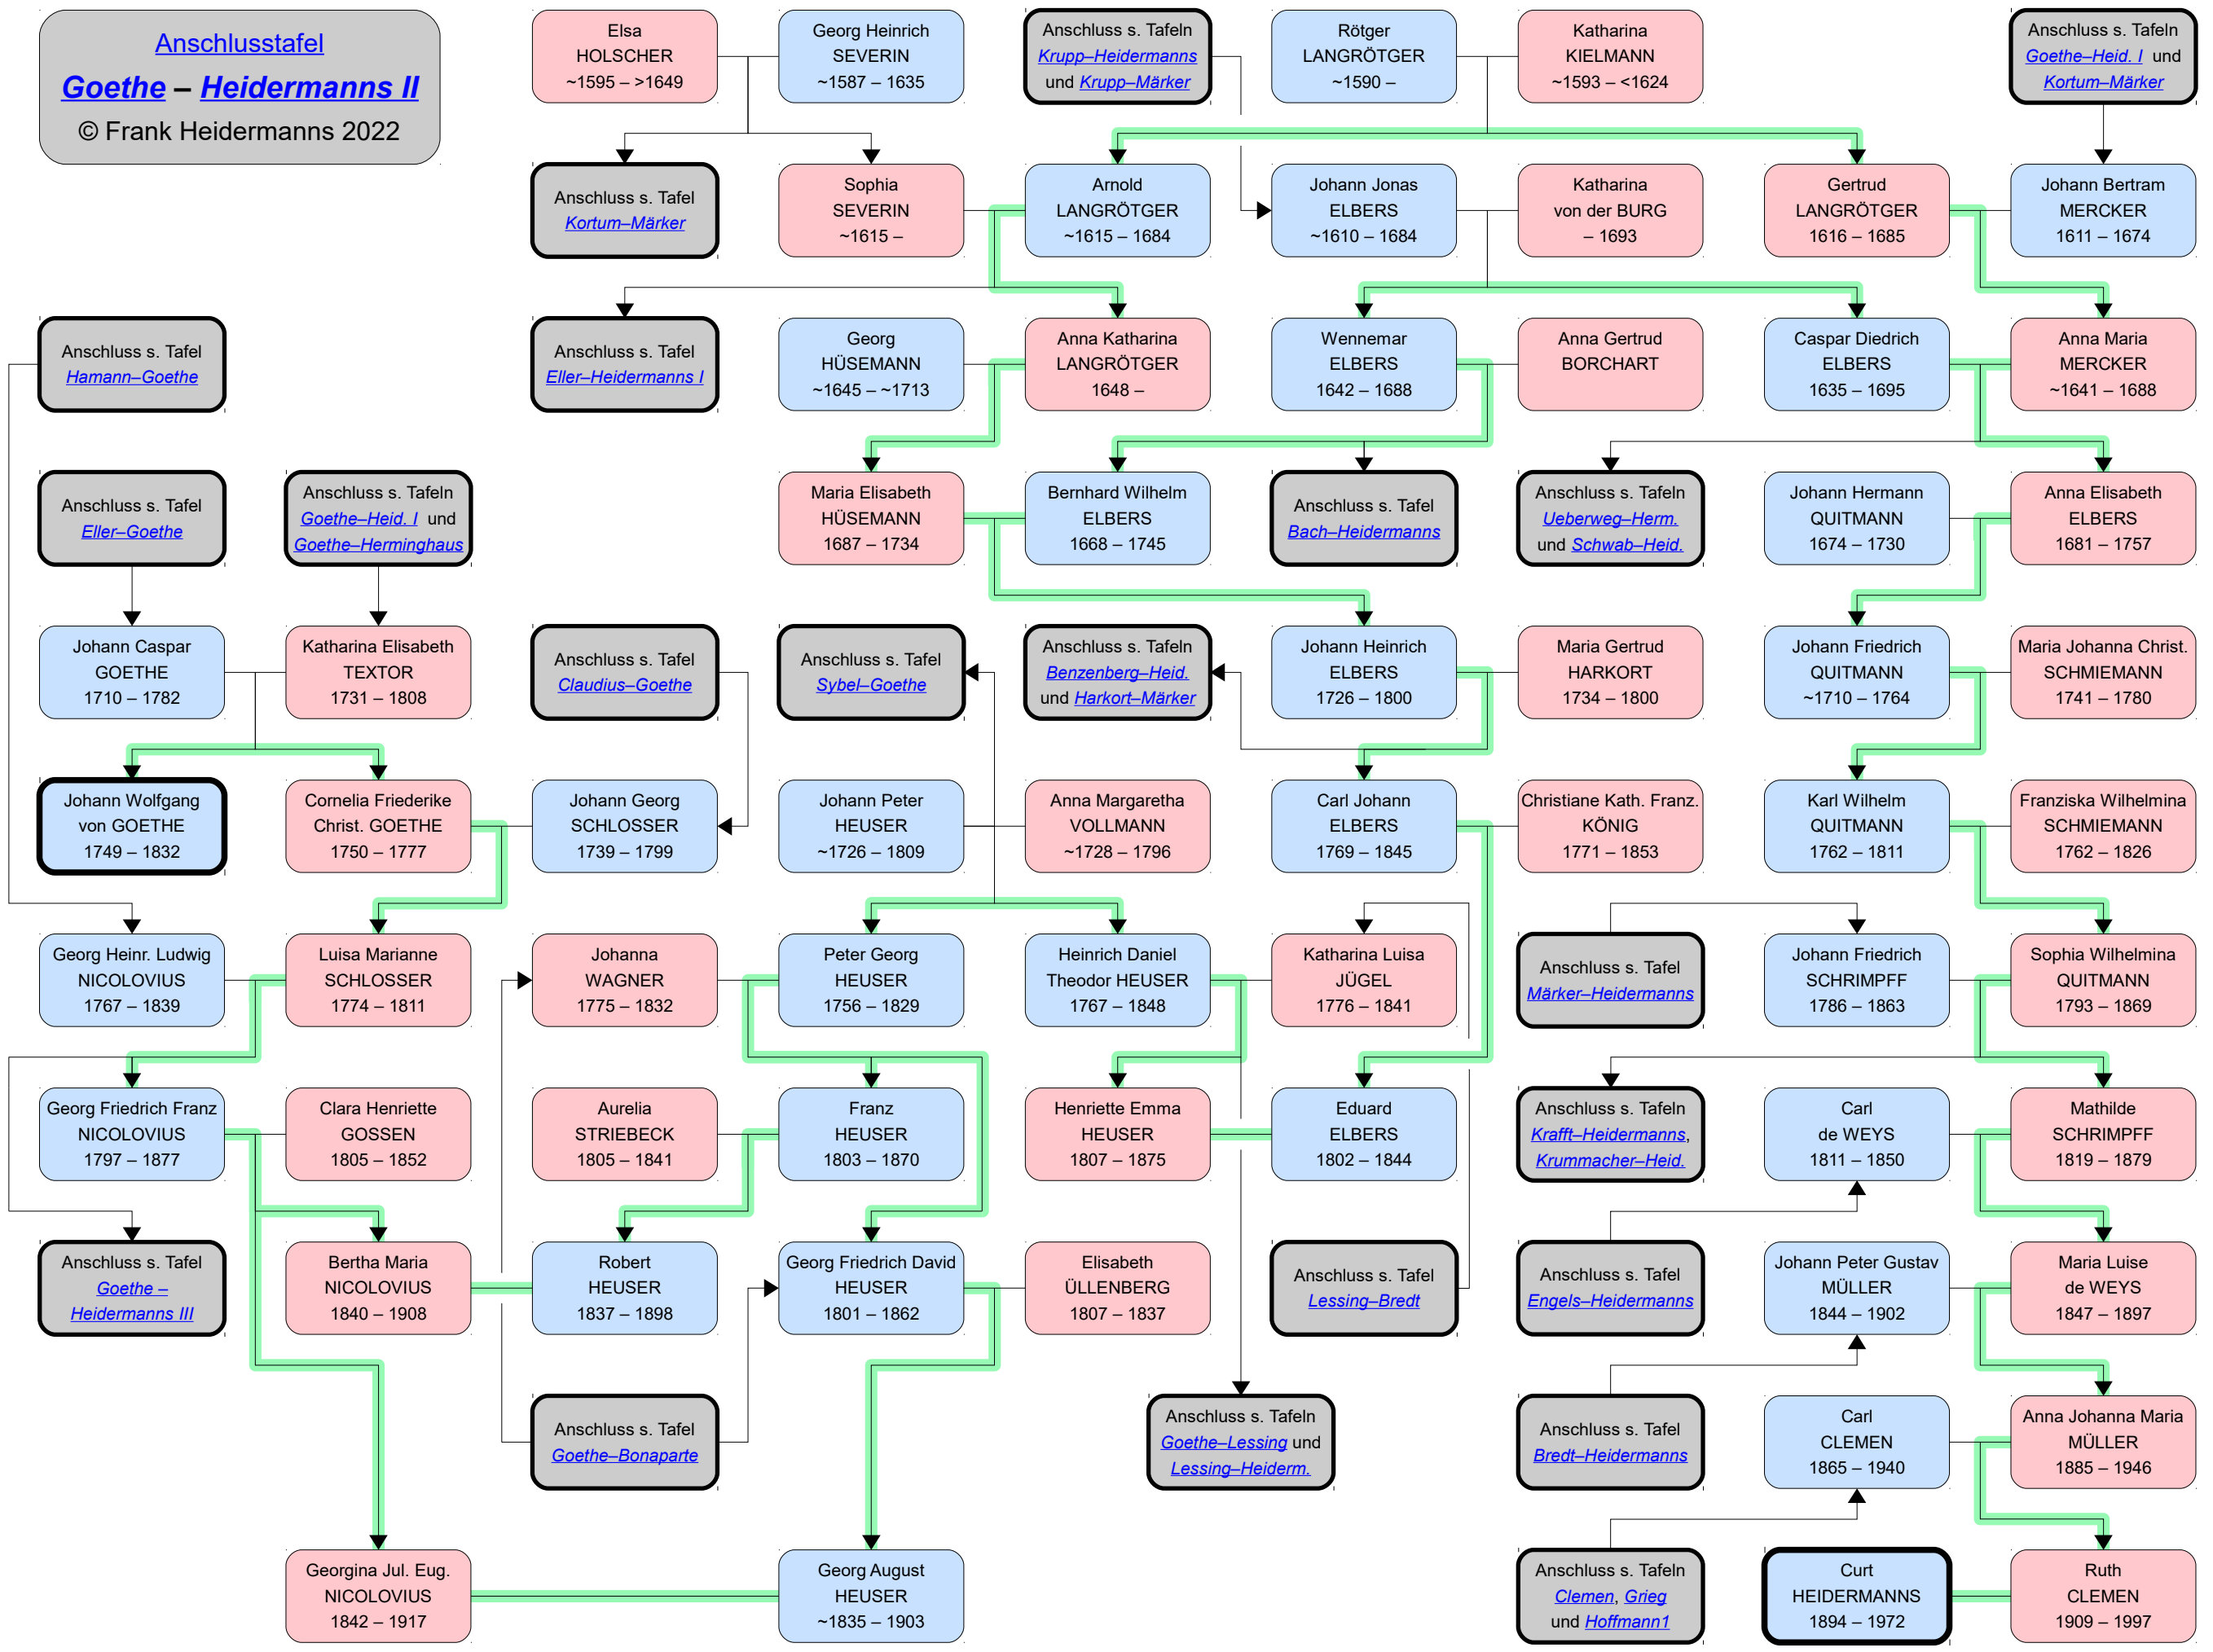 Anschlusstafel
Goethe – Heidermanns II
© Frank Heidermanns 2022
Elsa
HOLSCHER
~1595 – >1649
Georg Heinrich
SEVERIN
~1587 – 1635
Anschluss s. Tafeln
Krupp–Heidermanns
und Krupp–Märker
Rötger
LANGRÖTGER
~1590 –
Katharina
KIELMANN
~1593 – <1624
Anschluss s. Tafeln
Goethe–Heid. I und
Kortum–Märker
Anschluss s. Tafel
Kortum–Märker
Sophia
SEVERIN
~1615 –
Arnold
LANGRÖTGER
~1615 – 1684
Johann Jonas
ELBERS
~1610 – 1684
Katharina
von der BURG
– 1693
Gertrud
LANGRÖTGER
1616 – 1685
Johann Bertram
MERCKER
1611 – 1674
Anschluss s. Tafel
Hamann–Goethe
Anschluss s. Tafel
Eller–Heidermanns I
Georg
HÜSEMANN
~1645 – ~1713
Anna Katharina
LANGRÖTGER
1648 –
Wennemar
ELBERS
1642 – 1688
Anna Gertrud
BORCHART
Caspar Diedrich
ELBERS
1635 – 1695
Anna Maria
MERCKER
~1641 – 1688
Anschluss s. Tafel
Eller–Goethe
Anschluss s. Tafeln
Goethe–Heid. I und
Goethe–Herminghaus
Maria Elisabeth
HÜSEMANN
1687 – 1734
Bernhard Wilhelm
ELBERS
1668 – 1745
Anschluss s. Tafel
Bach–Heidermanns
Anschluss s. Tafeln
Ueberweg–Herm.
und Schwab–Heid.
Johann Hermann
QUITMANN
1674 – 1730
Anna Elisabeth
ELBERS
1681 – 1757
Johann Caspar
GOETHE
1710 – 1782
Katharina Elisabeth
TEXTOR
1731 – 1808
Anschluss s. Tafel
Claudius–Goethe
Anschluss s. Tafel
Sybel–Goethe
Anschluss s. Tafeln
Benzenberg–Heid.
und Harkort–Märker
Johann Heinrich
ELBERS
1726 – 1800
Maria Gertrud
HARKORT
1734 – 1800
Johann Friedrich
QUITMANN
~1710 – 1764
Maria Johanna Christ.
SCHMIEMANN
1741 – 1780
Johann Wolfgang
von GOETHE
1749 – 1832
Cornelia Friederike
Christ. GOETHE
1750 – 1777
Johann Georg
SCHLOSSER
1739 – 1799
Johann Peter
HEUSER
~1726 – 1809
Anna Margaretha
VOLLMANN
~1728 – 1796
Carl Johann
ELBERS
1769 – 1845
Christiane Kath. Franz.
KÖNIG
1771 – 1853
Karl Wilhelm
QUITMANN
1762 – 1811
Franziska Wilhelmina
SCHMIEMANN
1762 – 1826
Georg Heinr. Ludwig
NICOLOVIUS
1767 – 1839
Luisa Marianne
SCHLOSSER
1774 – 1811
Johanna
WAGNER
1775 – 1832
Peter Georg
HEUSER
1756 – 1829
Heinrich Daniel
Theodor HEUSER
1767 – 1848
Katharina Luisa
JÜGEL
1776 – 1841
Anschluss s. Tafel
Märker–Heidermanns
Johann Friedrich
SCHRIMPFF
1786 – 1863
Sophia Wilhelmina
QUITMANN
1793 – 1869
Georg Friedrich Franz
NICOLOVIUS
1797 – 1877
Clara Henriette
GOSSEN
1805 – 1852
Aurelia
STRIEBECK
1805 – 1841
Franz
HEUSER
1803 – 1870
Henriette Emma
HEUSER
1807 – 1875
Eduard
ELBERS
1802 – 1844
Anschluss s. Tafeln
Krafft–Heidermanns,
Krummacher–Heid.
Carl
de WEYS
1811 – 1850
Mathilde
SCHRIMPFF
1819 – 1879
Anschluss s. Tafel
Goethe –
Heidermanns III
Bertha Maria
NICOLOVIUS
1840 – 1908
Robert
HEUSER
1837 – 1898
Georg Friedrich David
HEUSER
1801 – 1862
Elisabeth
ÜLLENBERG
1807 – 1837
Anschluss s. Tafel
Lessing–Bredt
Anschluss s. Tafel
Engels–Heidermanns
Johann Peter Gustav
MÜLLER
1844 – 1902
Maria Luise
de WEYS
1847 – 1897
Anschluss s. Tafel
Goethe–Bonaparte
Anschluss s. Tafeln
Goethe–Lessing und
Lessing–Heiderm.
Anschluss s. Tafel
Bredt–Heidermanns
Carl
CLEMEN
1865 – 1940
Anna Johanna Maria
MÜLLER
1885 – 1946
Georgina Jul. Eug.
NICOLOVIUS
1842 – 1917
Georg August
HEUSER
~1835 – 1903
Anschluss s. Tafeln
Clemen, Grieg
und Hoffmann1
Curt
HEIDERMANNS
1894 – 1972
Ruth
CLEMEN
1909 – 1997